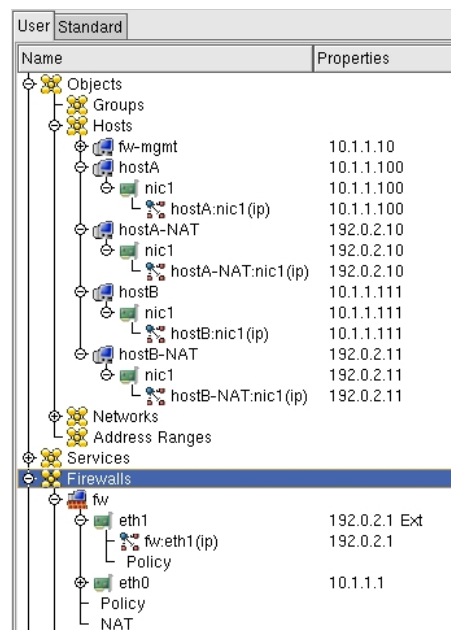 User Standard
Name Properties
Objects
Groups
Hosts
fw-mgmt 10.1.1.10
hostA 10.1.1.100
nic1 10.1.1.100
hostA:nic1(ip) 10.1.1.100
hostA-NAT 192.0.2.10
nic1 192.0.2.10
hostA-NAT:nic1(ip) 192.0.2.10
hostB 10.1.1.111
nic1 10.1.1.111
hostB:nic1(ip) 10.1.1.111
hostB-NAT 192.0.2.11
nic1 192.0.2.11
hostB-NAT:nic1(ip) 192.0.2.11
Networks
Address Ranges
Services
Firewalls
fw
eth1 192.0.2.1 Ext
fw:eth1(ip) 192.0.2.1
Policy
eth0 10.1.1.1
Policy
NAT